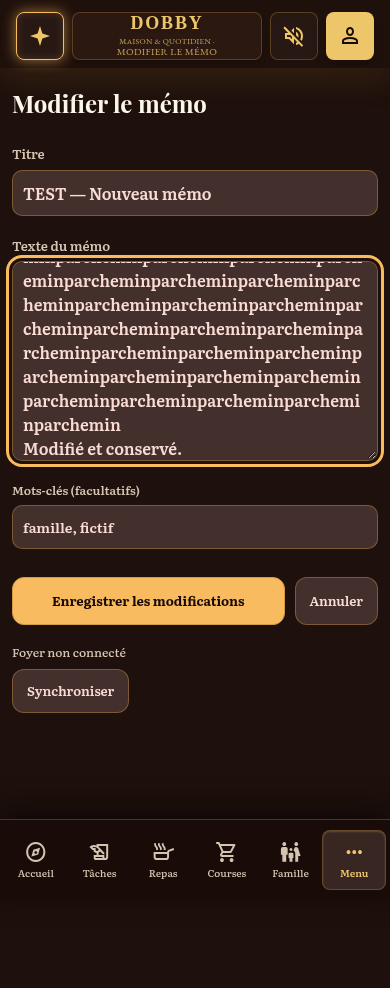 DOBBY
MAISON & QUOTIDIEN ·
MODIFIER LE MÉMO
Modifier le mémo
Titre
TEST — Nouveau mémo
Texte du mémo
eminparcheminparcheminparcheminparc
heminparcheminparcheminparcheminpar
cheminparcheminparcheminparcheminpa
rcheminparcheminparcheminparcheminp
archeminparcheminparcheminparchemin
parcheminparcheminparcheminparchemi
nparchemin
Modifié et conservé.
Mots-clés (facultatifs)
famille, fictif
Enregistrer les modifications
Annuler
Foyer non connecté
Synchroniser
Accueil
Tâches
Repas
Courses
Famille
Menu